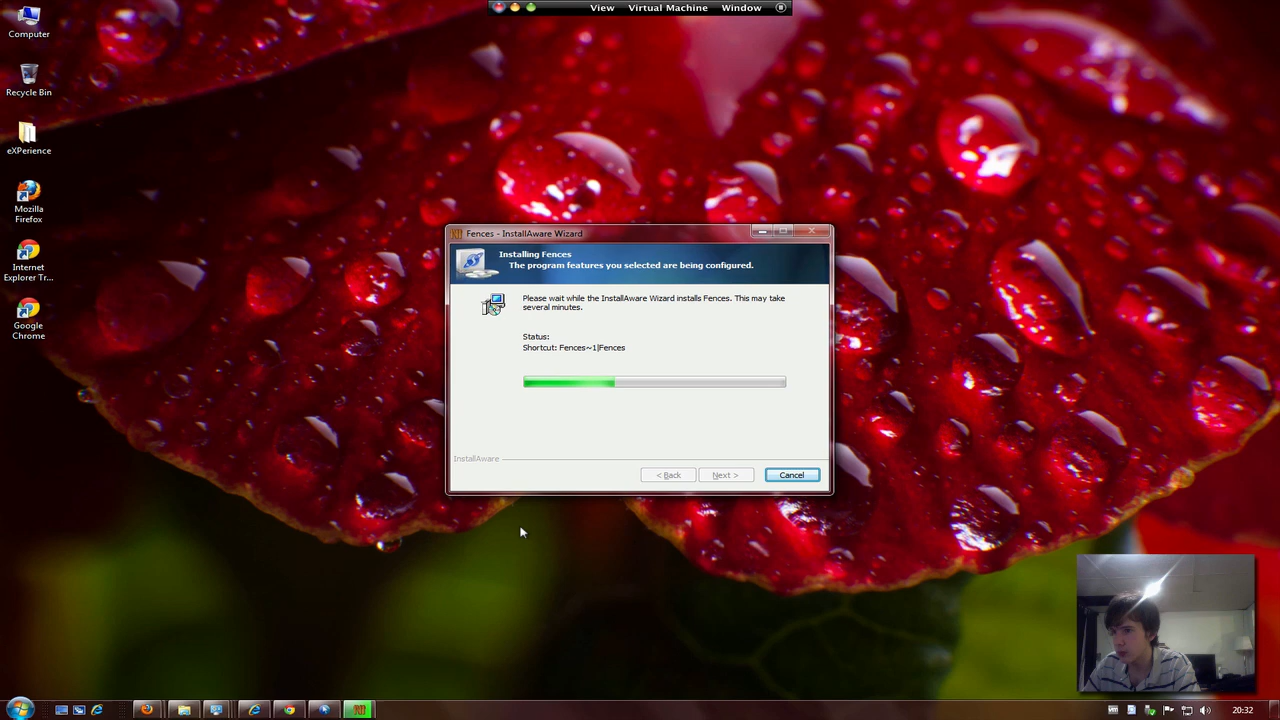 View Virtual Machine Window
Computer
Recycle Bin
eXPerience
Mozilla
Firefox
Internet
Explorer Tr...
Google
Chrome
Fences - InstallAware Wizard
Installing Fences
The program features you selected are being configured.
Please wait while the InstallAware Wizard installs Fences. This may take
several minutes.
Status:
Shortcut: Fences~1|Fences
InstallAware
< Back Next > Cancel
20:32